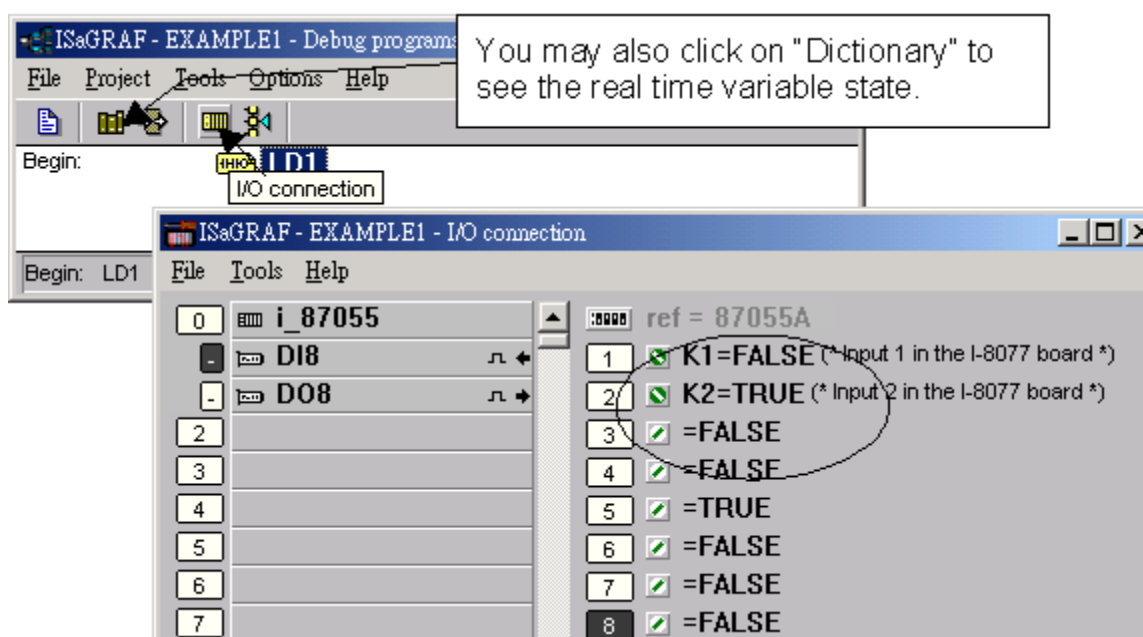 ISaGRAF - EXAMPLE1 - Debug programs
You may also click on "Dictionary" to
see the real time variable state.
File Project Tools Options Help
Begin:
LD1
I/O connection
Begin: LD1
ISaGRAF - EXAMPLE1 - I/O connection
File Tools Help
0 i_87055
- DI8
- DO8
2
3
4
5
6
7
ref = 87055A
1 K1=FALSE (* Input 1 in the I-8077 board *)
2 K2=TRUE (* Input 2 in the I-8077 board *)
3 =FALSE
4 =FALSE
5 =TRUE
6 =FALSE
7 =FALSE
8 =FALSE